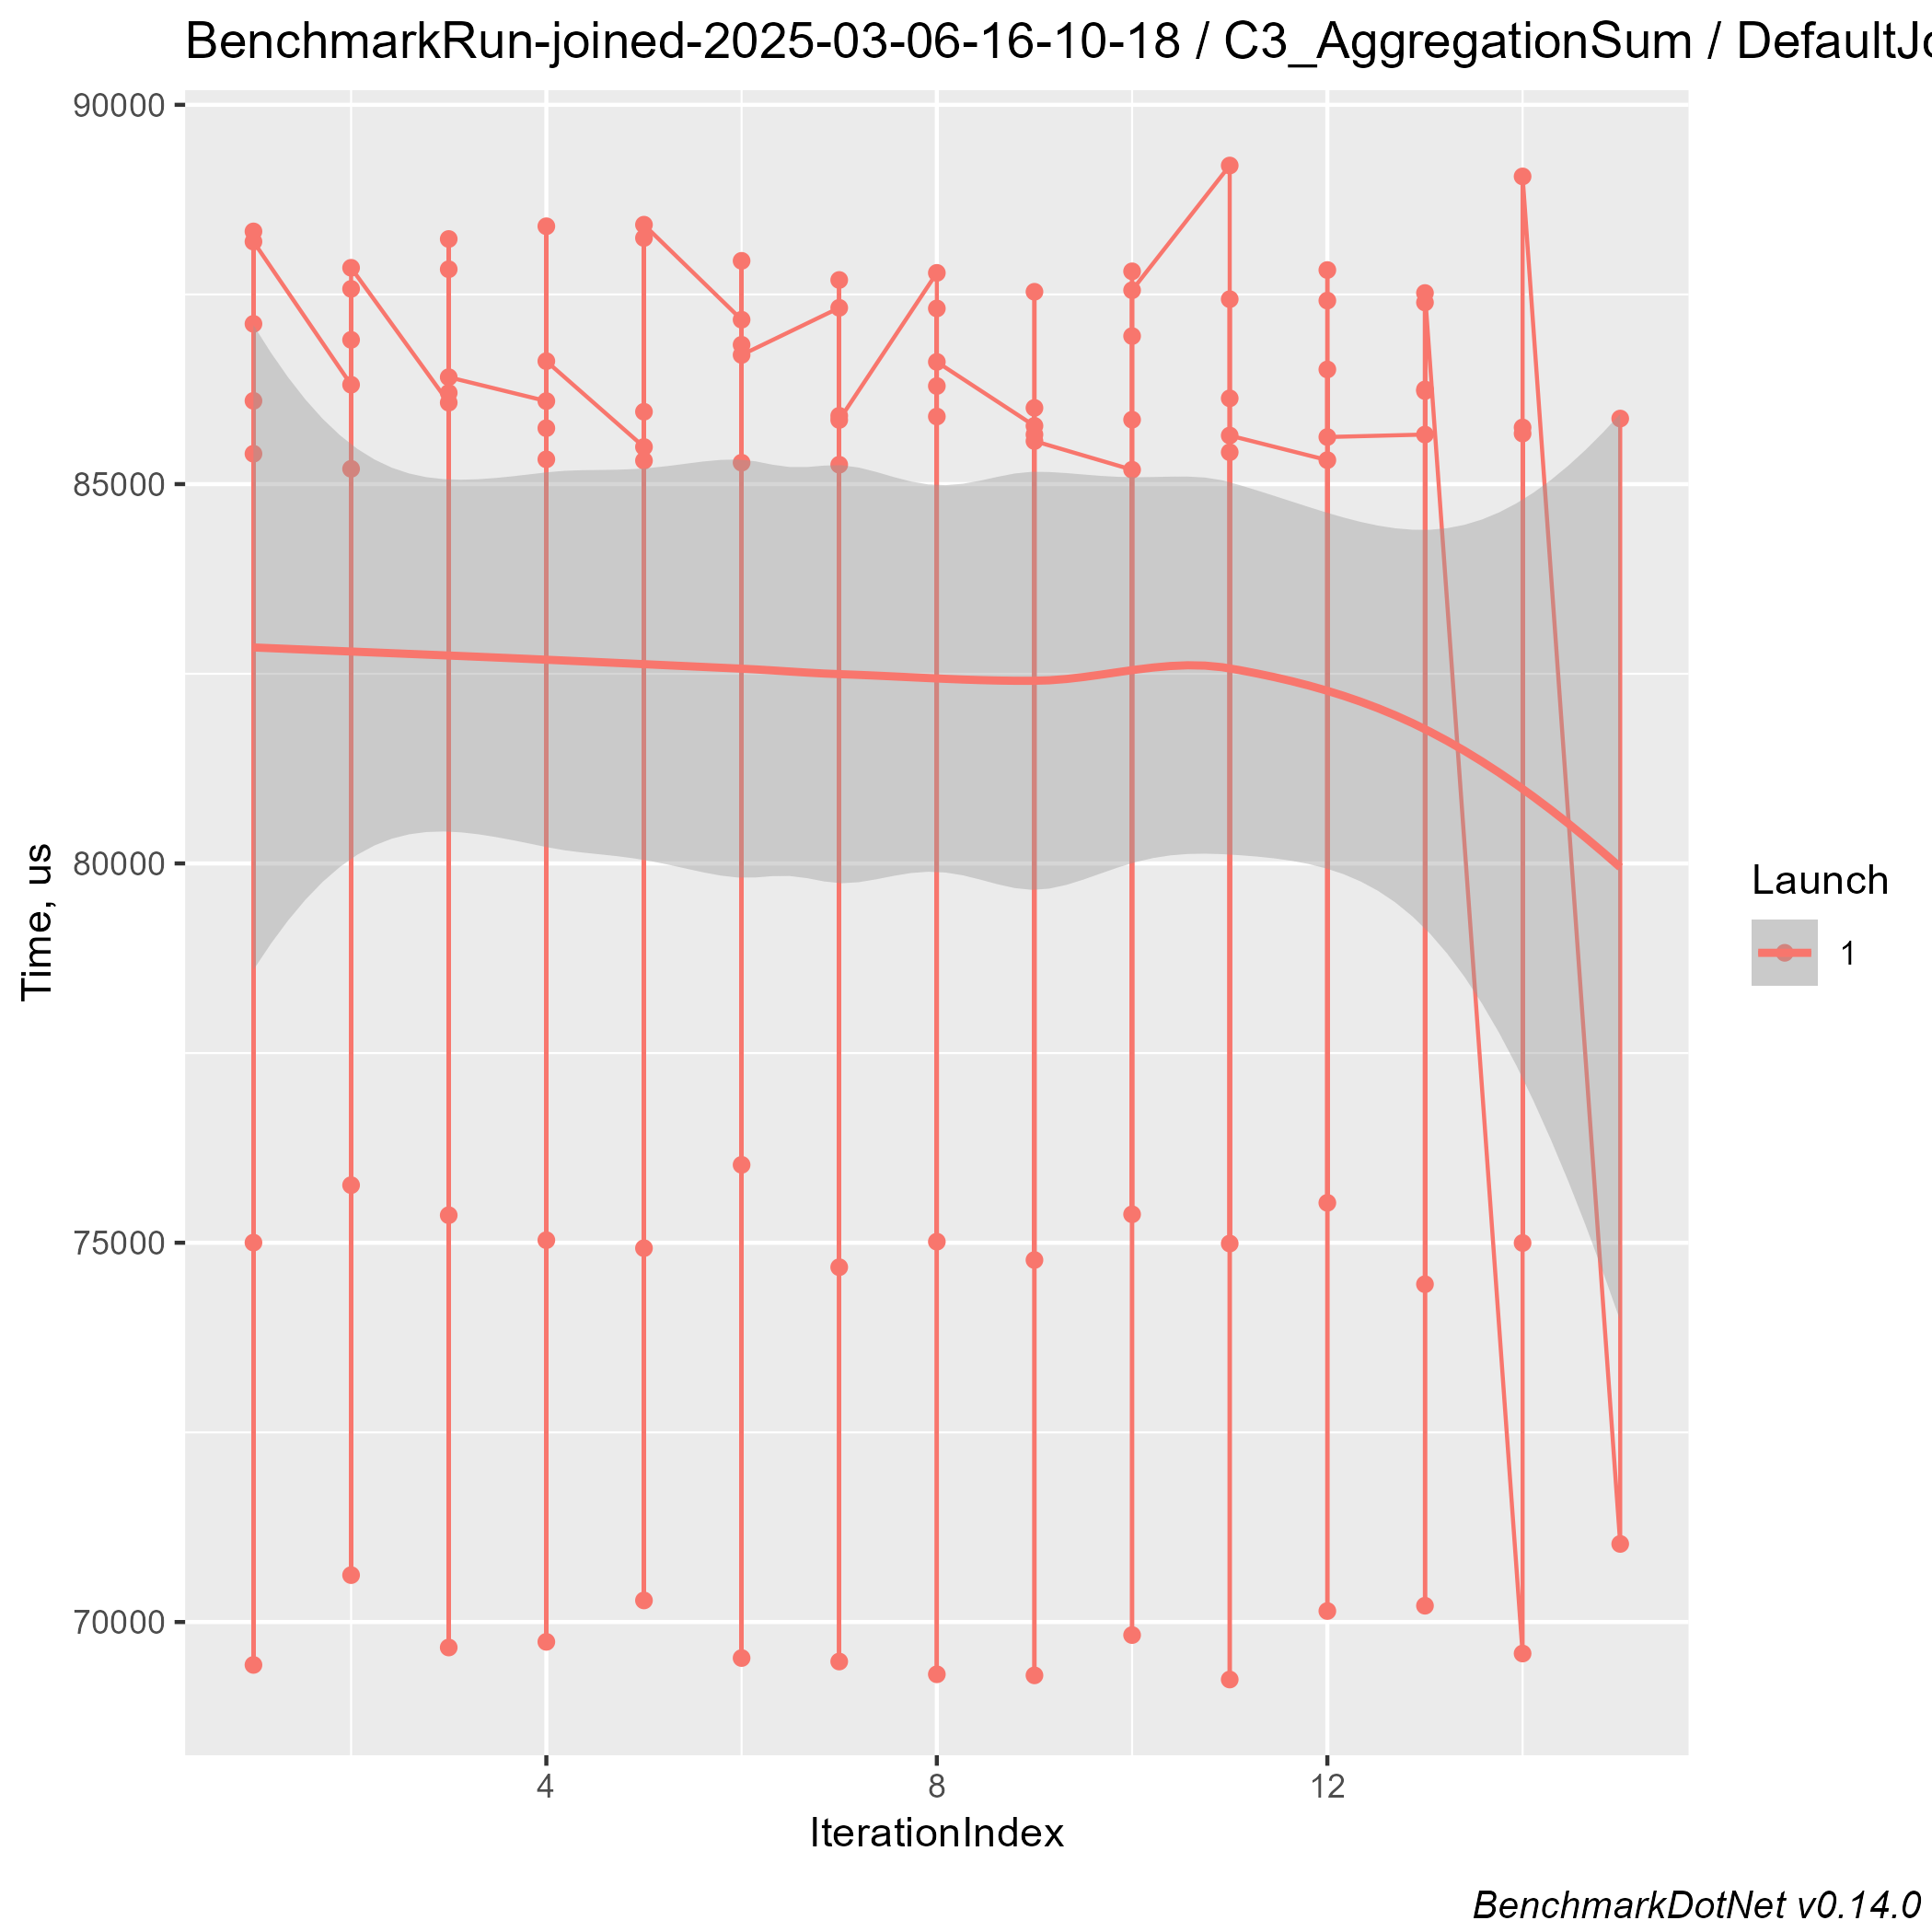 BenchmarkRun-joined-2025-03-06-16-10-18 / C3_AggregationSum / DefaultJo
90000
85000
80000
75000
70000
Time, us
4
8
12
IterationIndex
Launch
1
BenchmarkDotNet v0.14.0